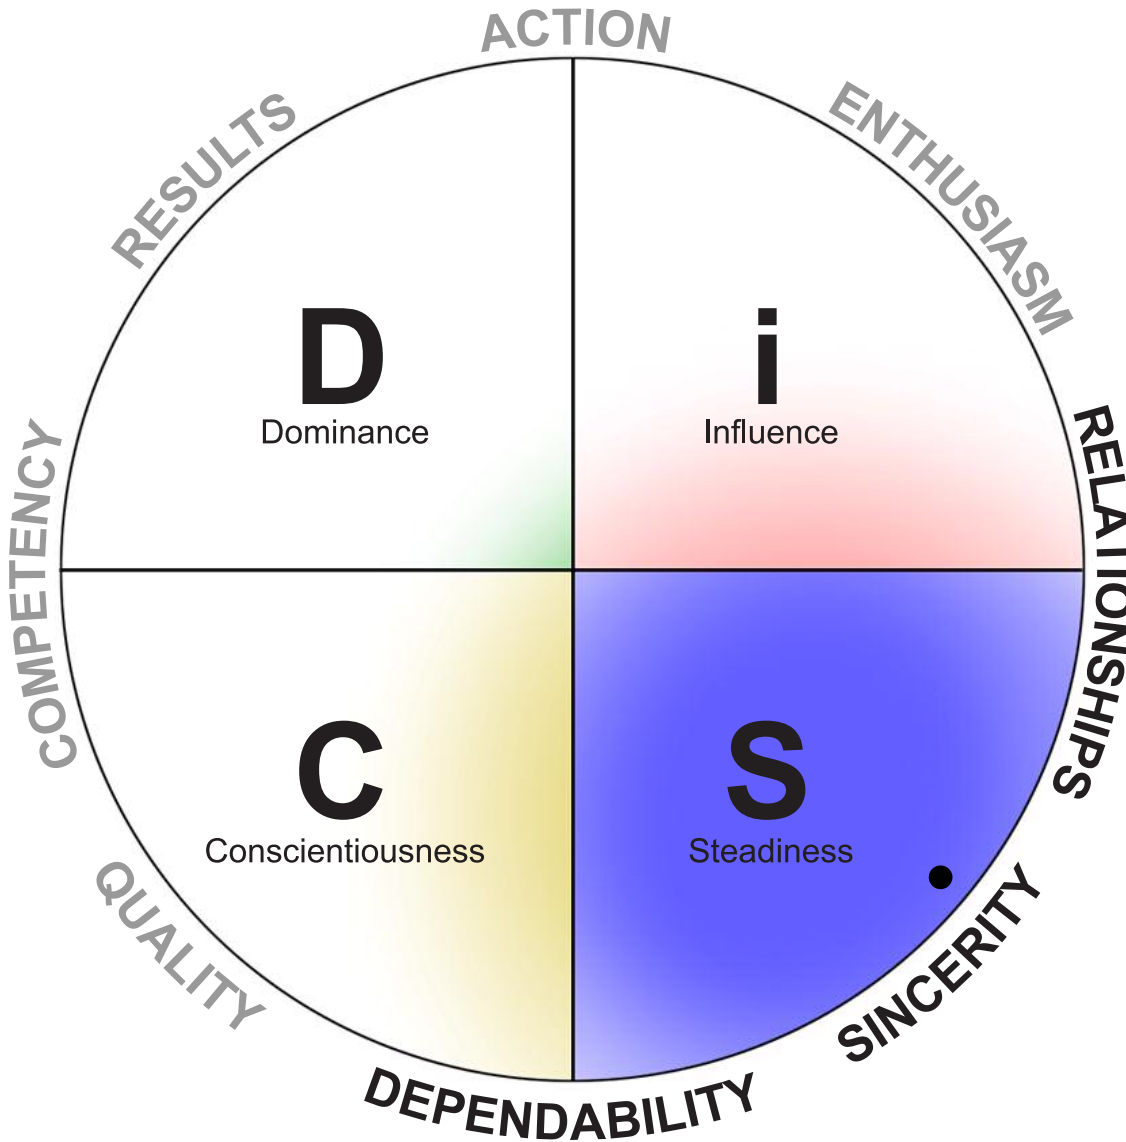 ACTION
RESULTS
ENTHUSIASM
D
Dominance
i
Influence
COMPETENCY
RELATIONSHIPS
C
Conscientiousness
S
Steadiness
QUALITY
SINCERITY
DEPENDABILITY